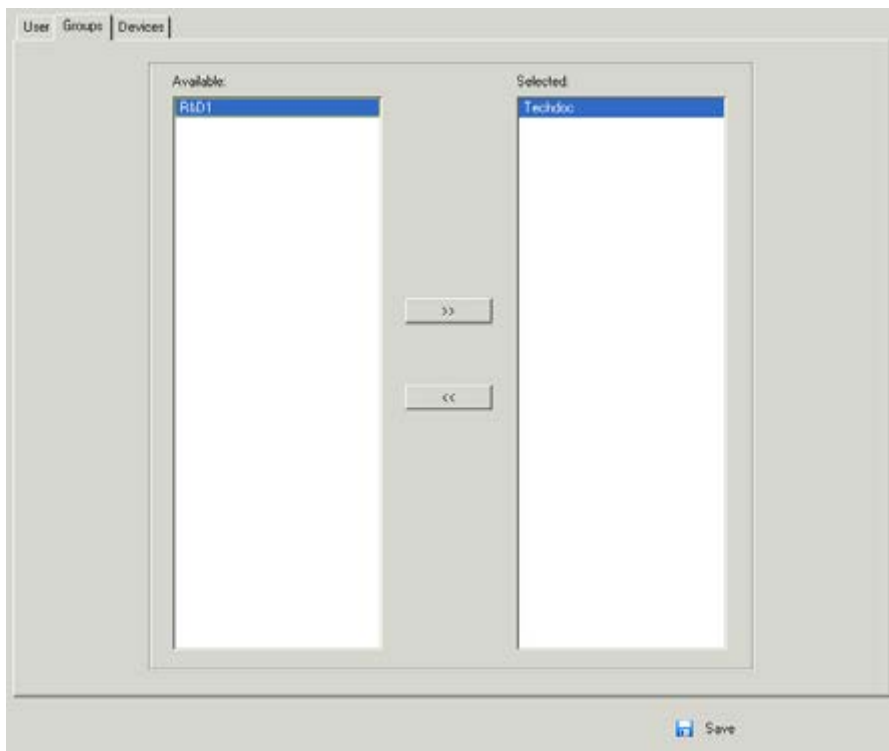 User Groups Devices
Available: Selected:
R&D1 Techdoc
>>
<<
Save